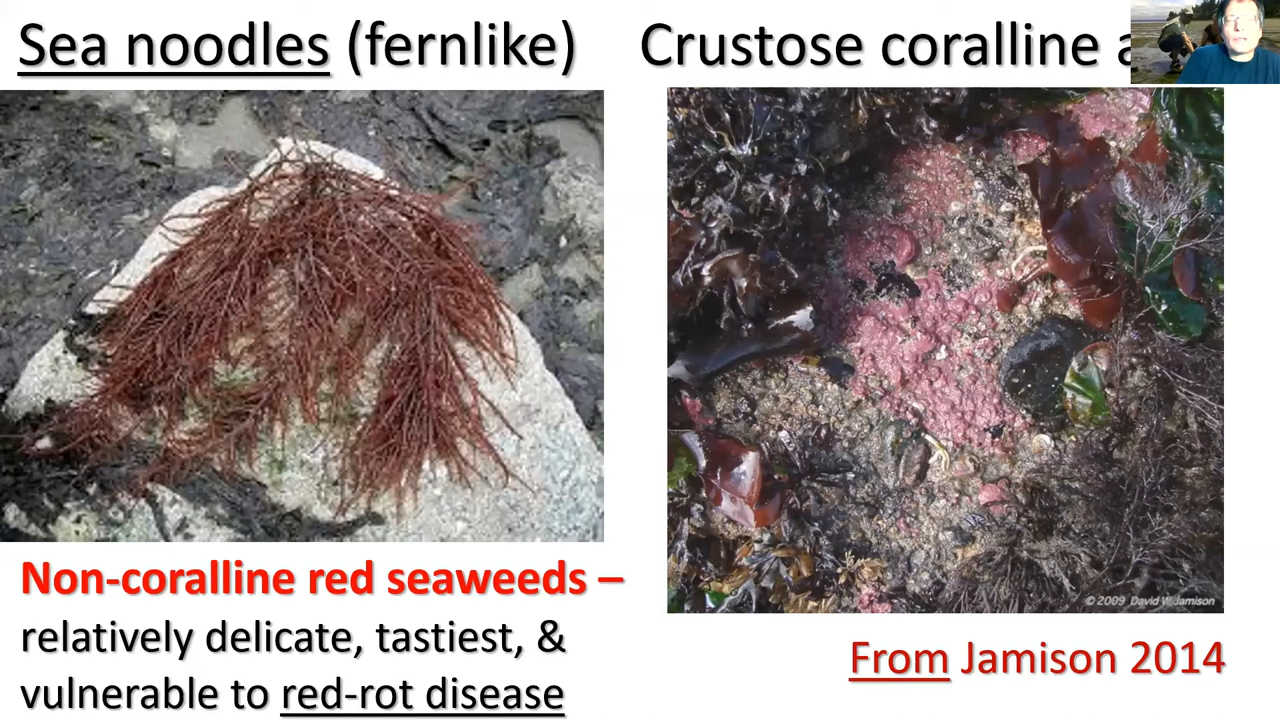 Sea noodles (fernlike)
Crustose coralline
© 2009 David W. Jamison
Non-coralline red seaweeds –
relatively delicate, tastiest, &
vulnerable to red-rot disease
From Jamison 2014